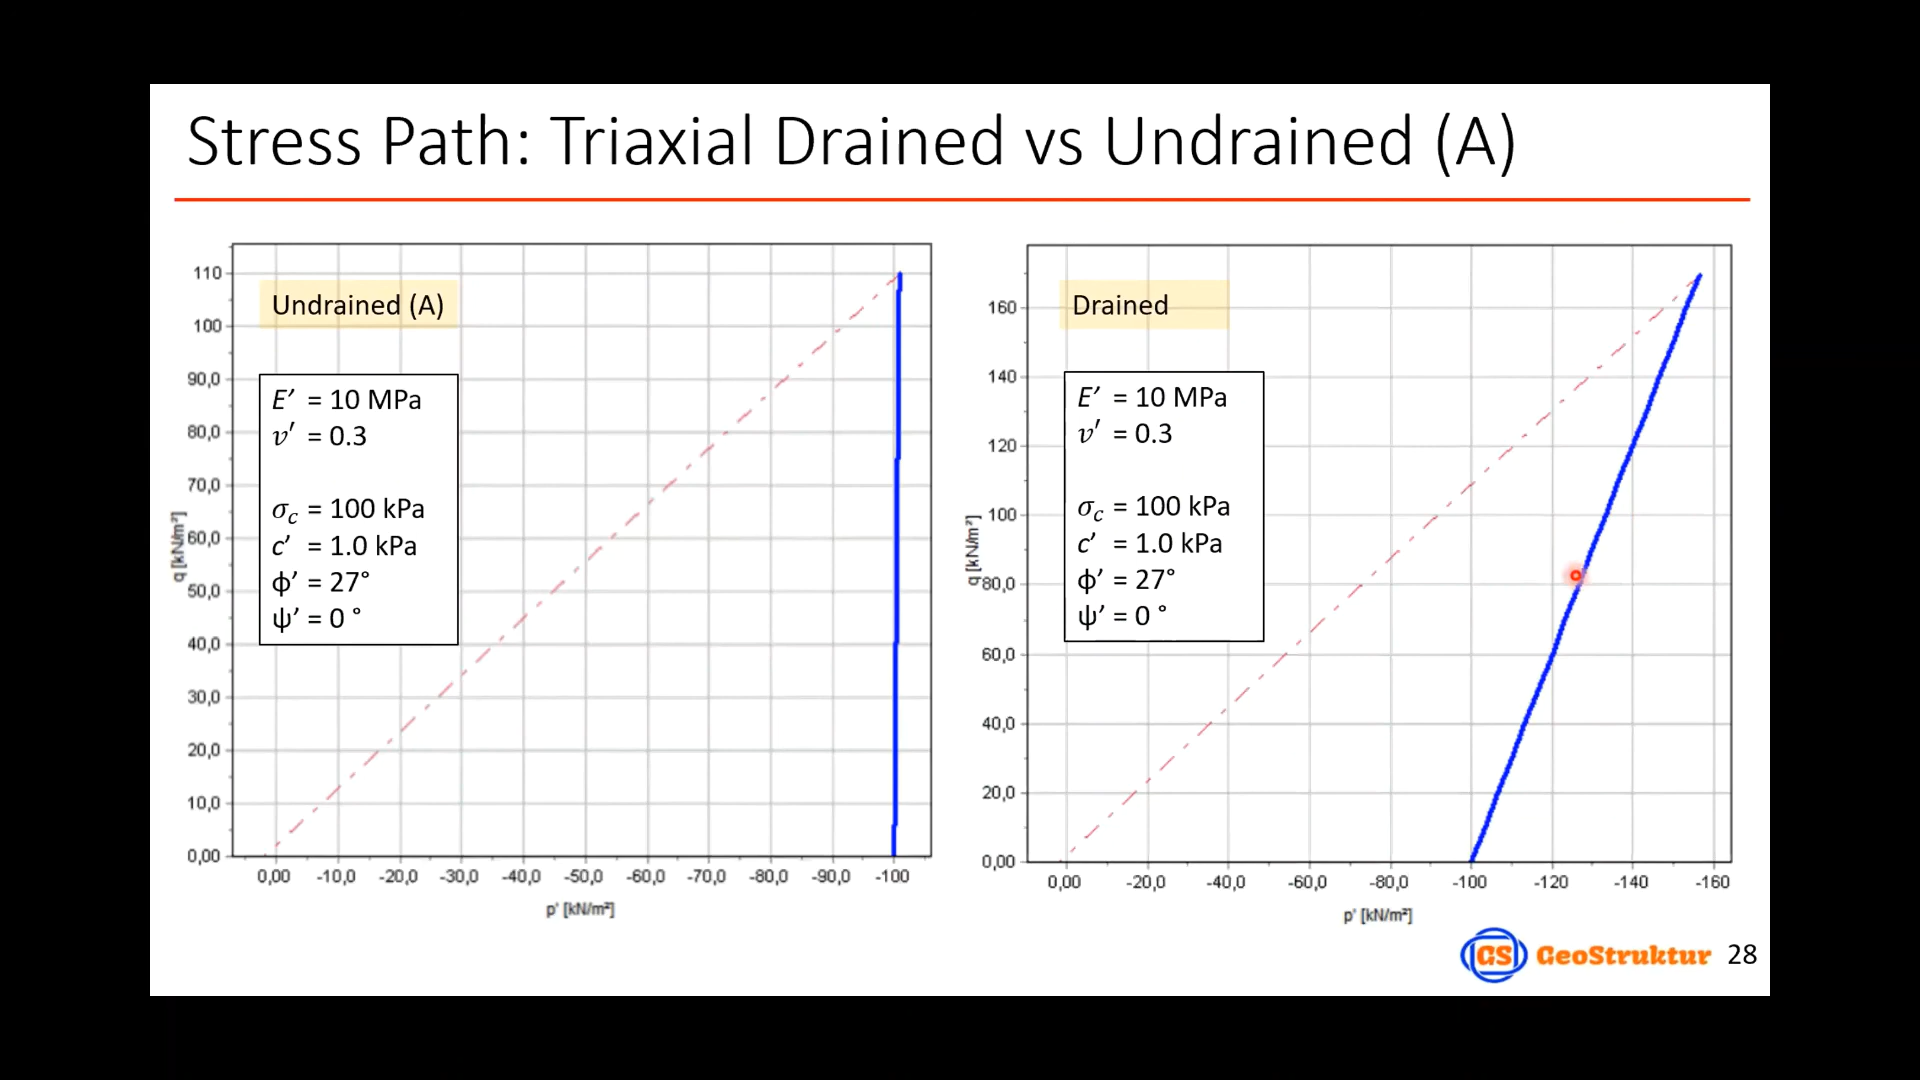 Stress Path: Triaxial Drained vs Undrained (A)
Undrained (A)
E’ = 10 MPa
ν′ = 0.3
σc = 100 kPa
c’ = 1.0 kPa
ϕ’ = 27°
ψ’ = 0 °
110
100
90,0
80,0
70,0
60,0
50,0
40,0
30,0
20,0
10,0
0,00
q [kN/m²]
0,00 -10,0 -20,0 -30,0 -40,0 -50,0 -60,0 -70,0 -80,0 -90,0 -100
p' [kN/m²]
Drained
E’ = 10 MPa
ν′ = 0.3
σc = 100 kPa
c’ = 1.0 kPa
ϕ’ = 27°
ψ’ = 0 °
160
140
120
100
80,0
60,0
40,0
20,0
0,00
q [kN/m²]
0,00 -20,0 -40,0 -60,0 -80,0 -100 -120 -140 -160
p' [kN/m²]
GS GeoStruktur 28